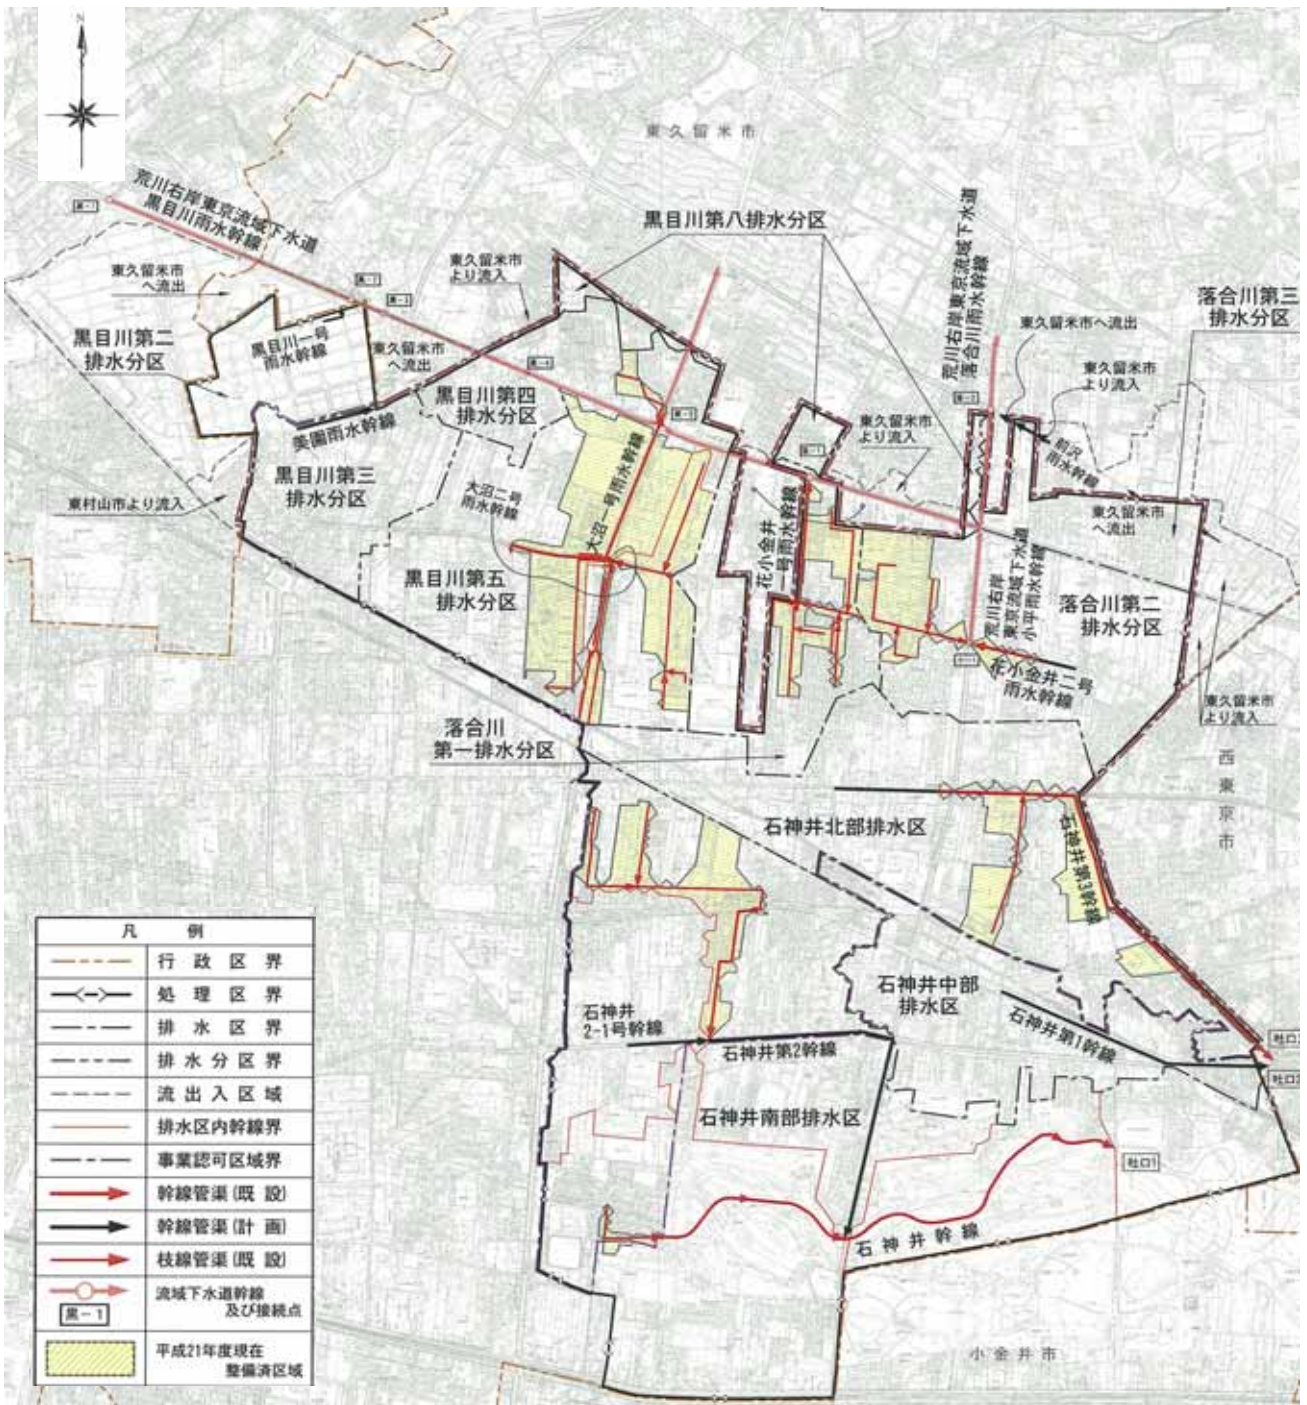 N
東久留米市
荒川右岸東京流域下水道
黒目川雨水幹線
黒-1
東久留米市
へ流出
黒目川第二
排水分区
黒目川一号
雨水幹線
東久留米市
へ流出
東久留米市
より流入
黒目川第八排水分区
荒川右岸東京流域下水道
落合川雨水幹線
東久留米市へ流出
東久留米市
より流入
落合川第三
排水分区
黒目川第四
排水分区
美園雨水幹線
黒目川第三
排水分区
東村山市より流入
大沼二号
雨水幹線
大沼一号雨水幹線
東久留米市
より流入
前沢
雨水幹線
東久留米市
へ流出
花小金井
一号雨水幹線
黒目川第五
排水分区
荒川右岸
東京流域下水道
小平雨水幹線
落合川第二
排水分区
花小金井二号
雨水幹線
東久留米市
より流入
落合川
第一排水分区
西東京市
石神井北部排水区
石神井第3幹線
石神井中部
排水区
石神井
2-1号幹線
石神井第2幹線
石神井第1幹線
石神井南部排水区
吐口1
石神井幹線
小金井市
凡 例
行政区界
処理区界
排水区界
排水分区界
流出入区域
排水区内幹線界
事業認可区域界
幹線管渠(既設)
幹線管渠(計画)
枝線管渠(既設)
流域下水道幹線
及び接続点
黒-1
平成21年度現在
整備済区域